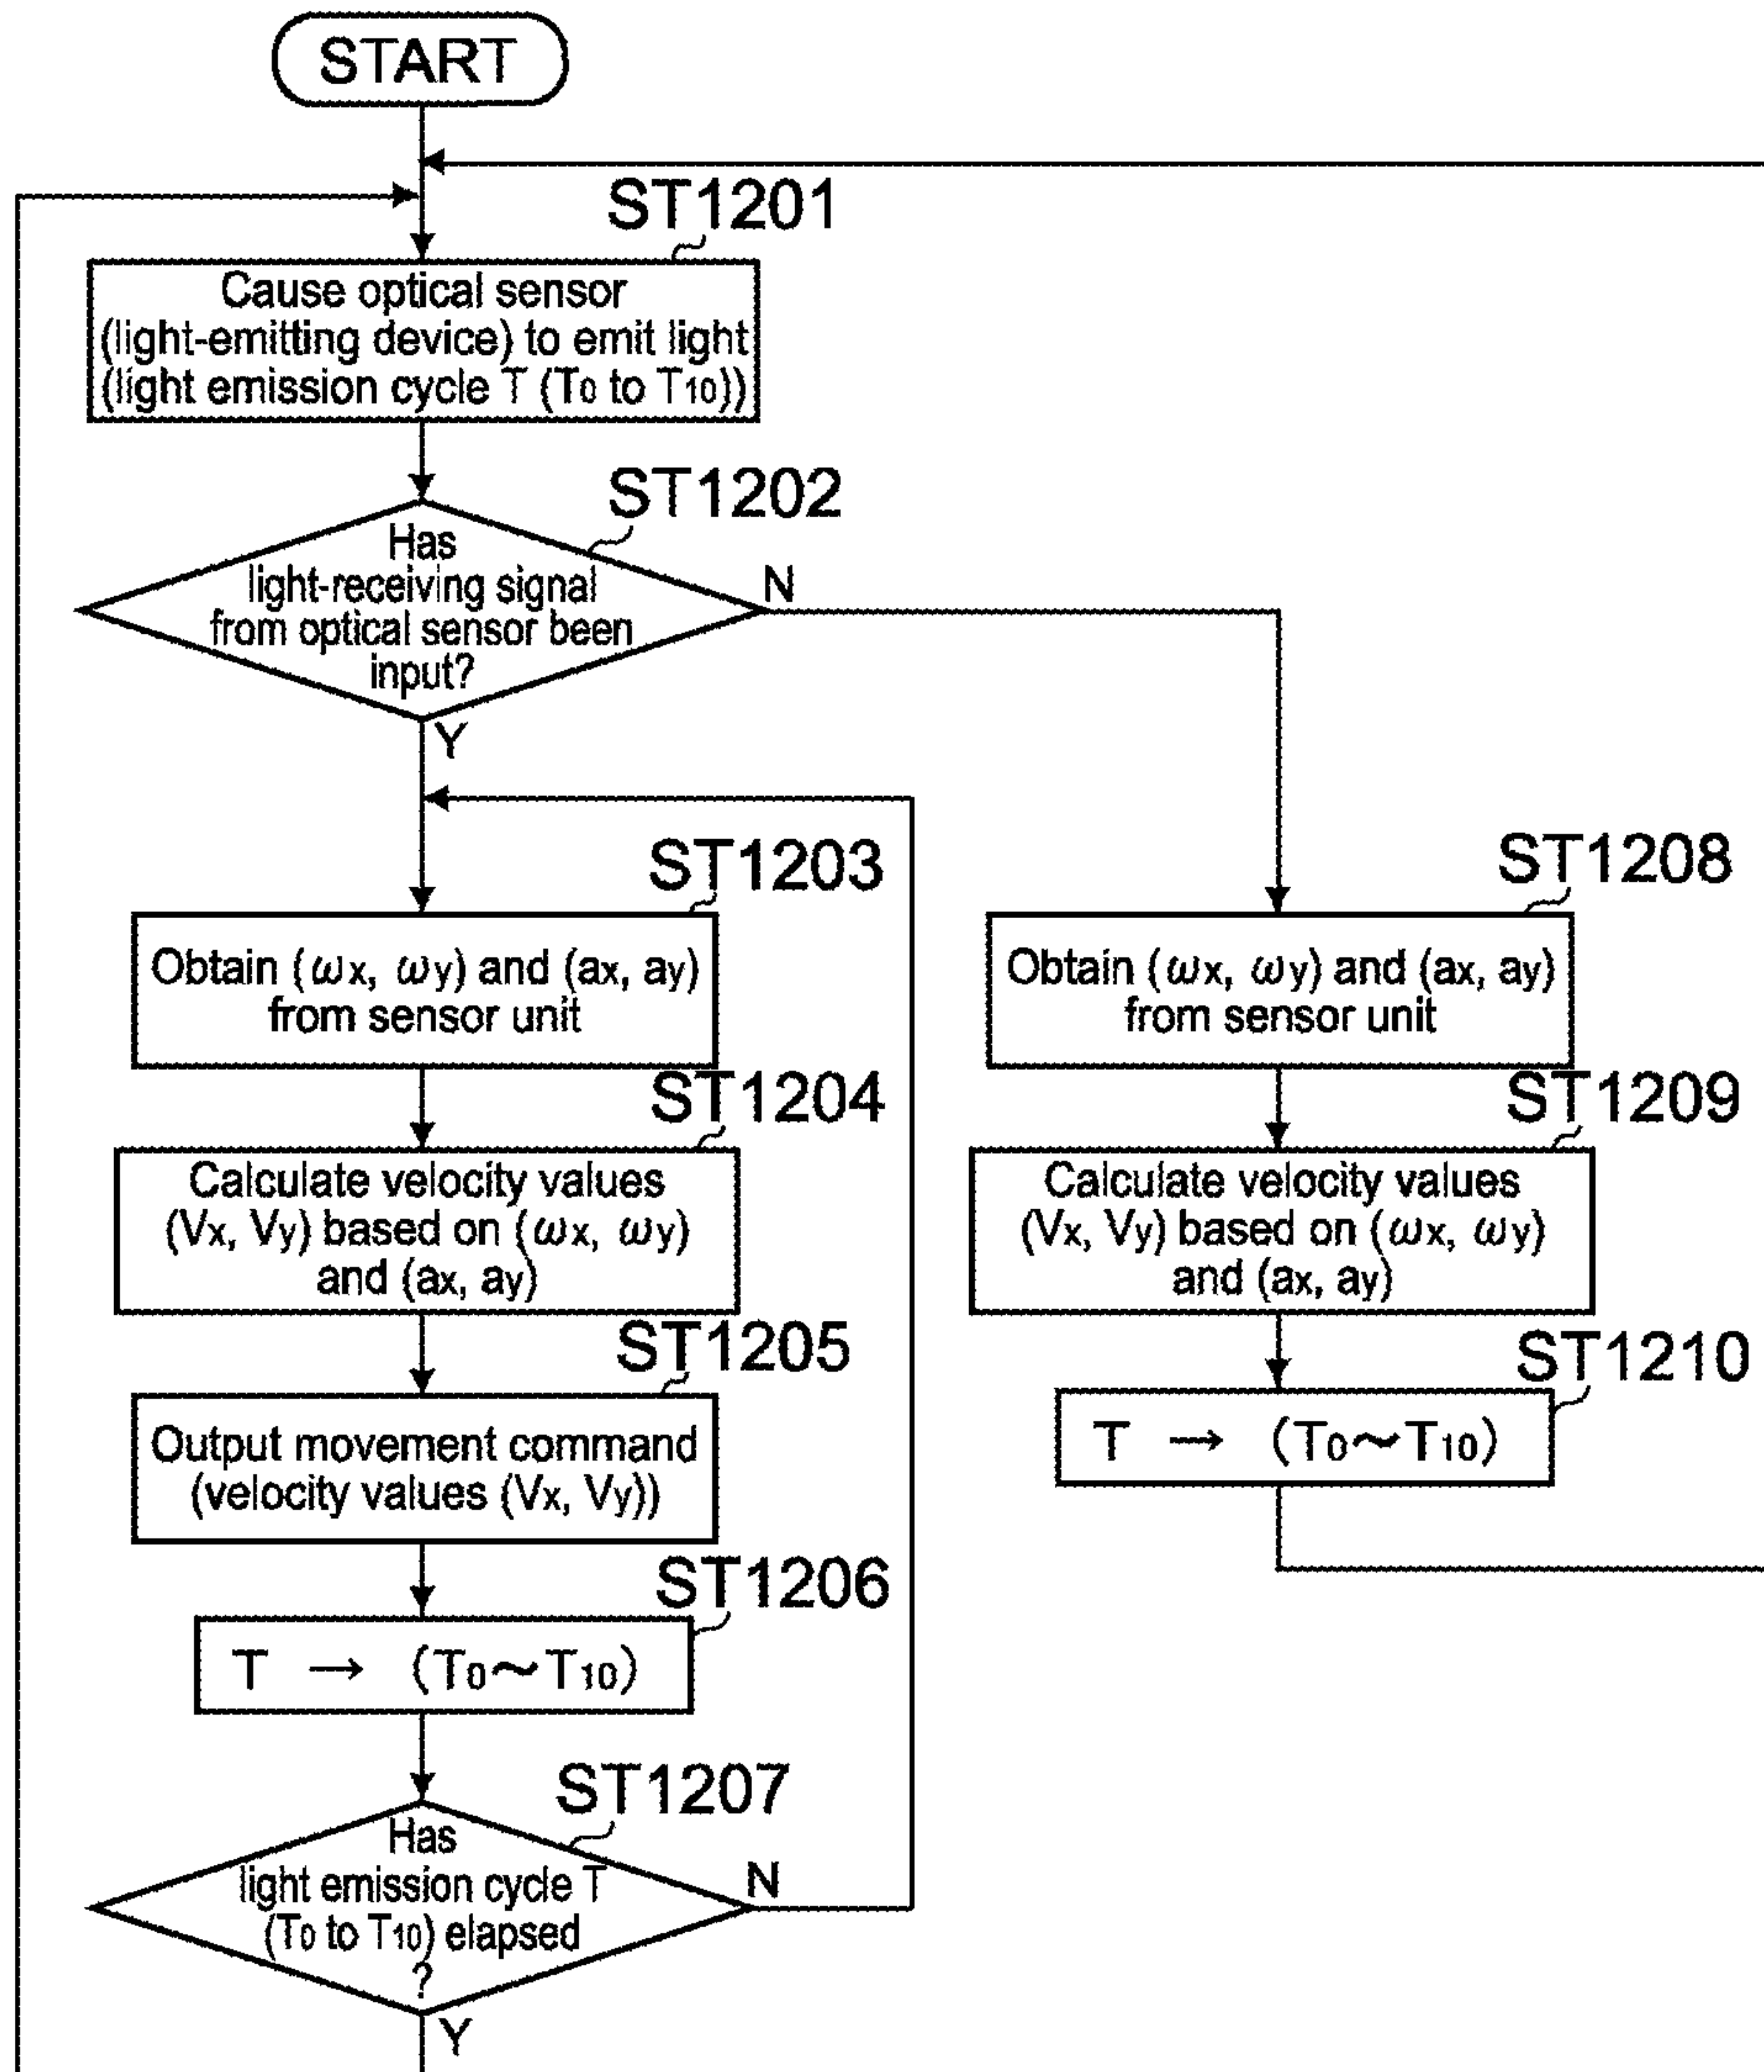 START
ST1201
Cause optical sensor
(light-emitting device) to emit light
(light emission cycle T (T0 to T10))
ST1202
Has
light-receiving signal
from optical sensor been
input?
N
Y
ST1203
Obtain (ωx, ωy) and (ax, ay)
from sensor unit
ST1204
Calculate velocity values
(Vx, Vy) based on (ωx, ωy)
and (ax, ay)
ST1205
Output movement command
(velocity values (Vx, Vy))
ST1206
T → (T0~T10)
ST1207
Has
light emission cycle T
(T0 to T10) elapsed
?
N
Y
ST1208
Obtain (ωx, ωy) and (ax, ay)
from sensor unit
ST1209
Calculate velocity values
(Vx, Vy) based on (ωx, ωy)
and (ax, ay)
ST1210
T → (T0~T10)